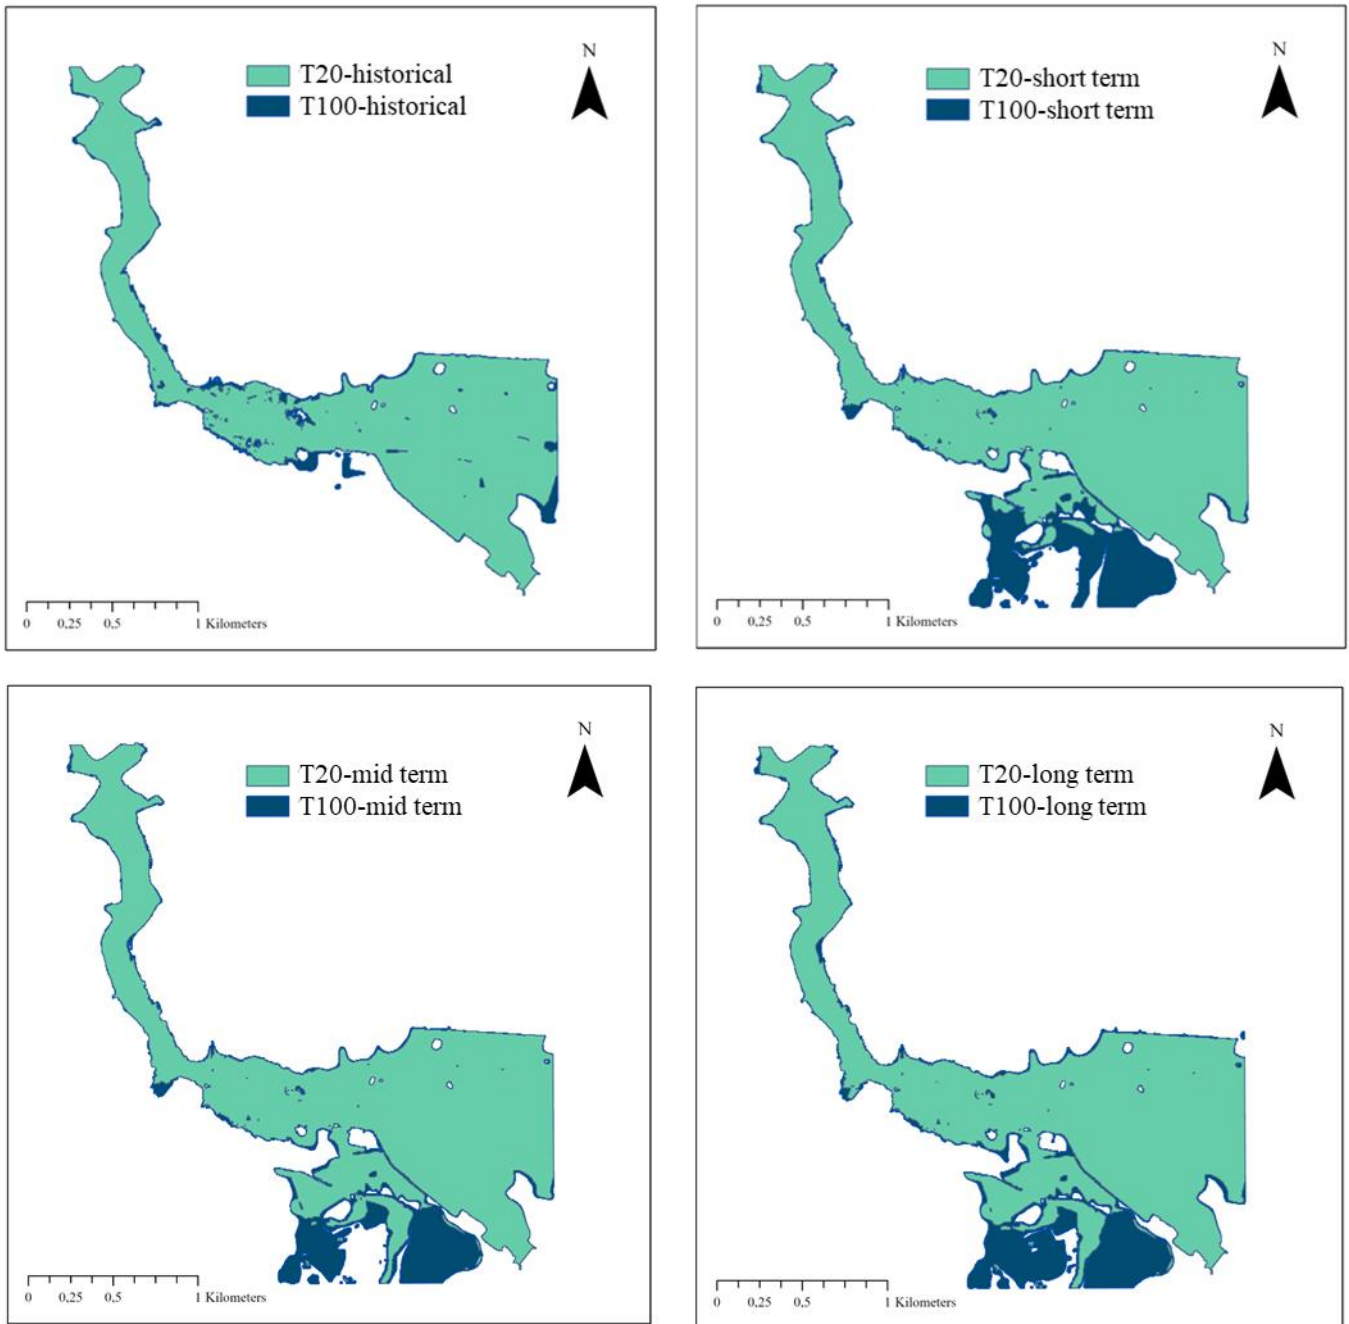 N
T20-historical
T100-historical
0 0,25 0,5 1 Kilometers
N
T20-short term
T100-short term
0 0,25 0,5 1 Kilometers
N
T20-mid term
T100-mid term
0 0,25 0,5 1 Kilometers
N
T20-long term
T100-long term
0 0,25 0,5 1 Kilometers